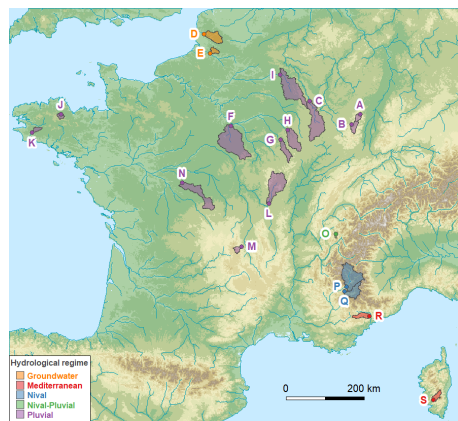 D
E
I
A
C
B
J
F
H
K
G
N
L
M
O
P
Q
R
S
Hydrological regime
Groundwater
Mediterranean
Nival
Nival-Pluvial
Pluvial
0 200 km